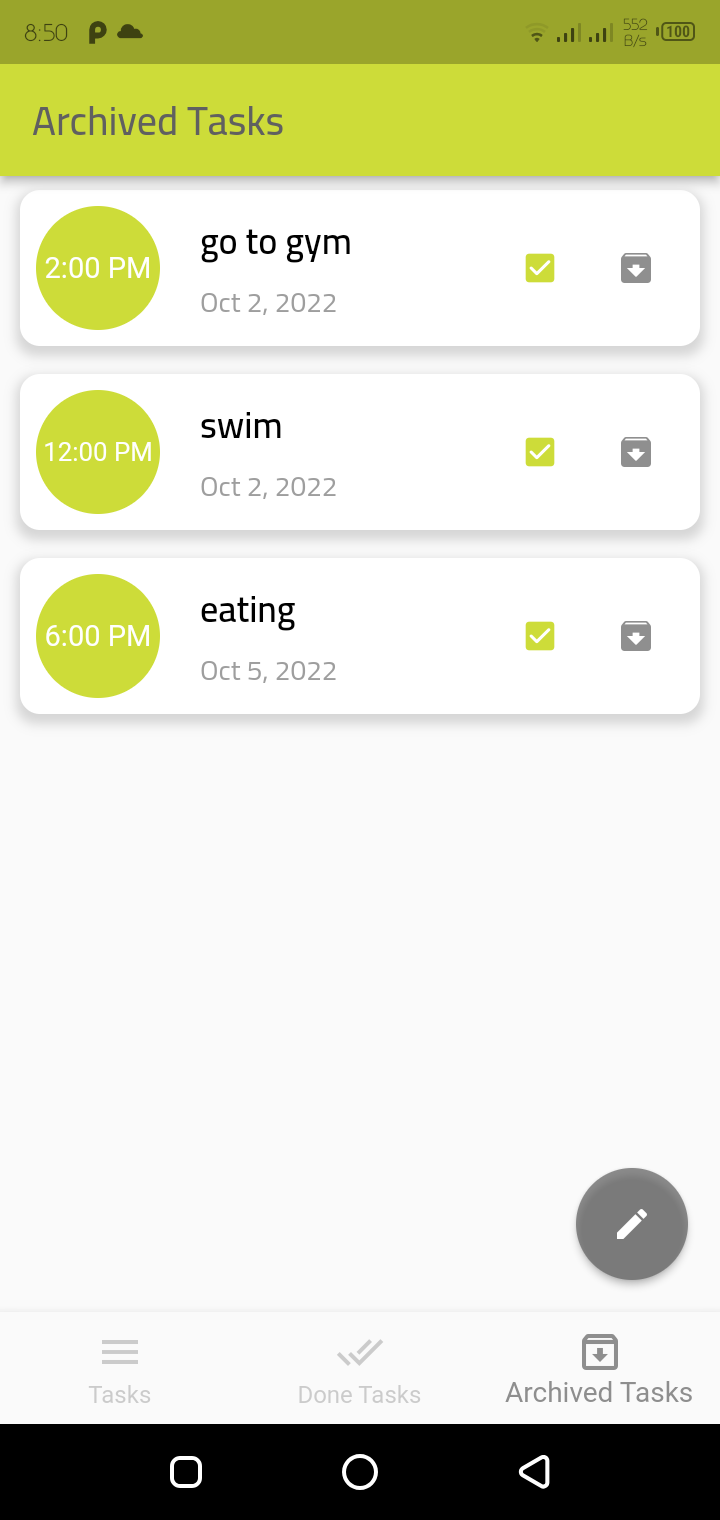 8:50 552 B/s 100
Archived Tasks
2:00 PM
go to gym
Oct 2, 2022
12:00 PM
swim
Oct 2, 2022
6:00 PM
eating
Oct 5, 2022
Tasks
Done Tasks
Archived Tasks